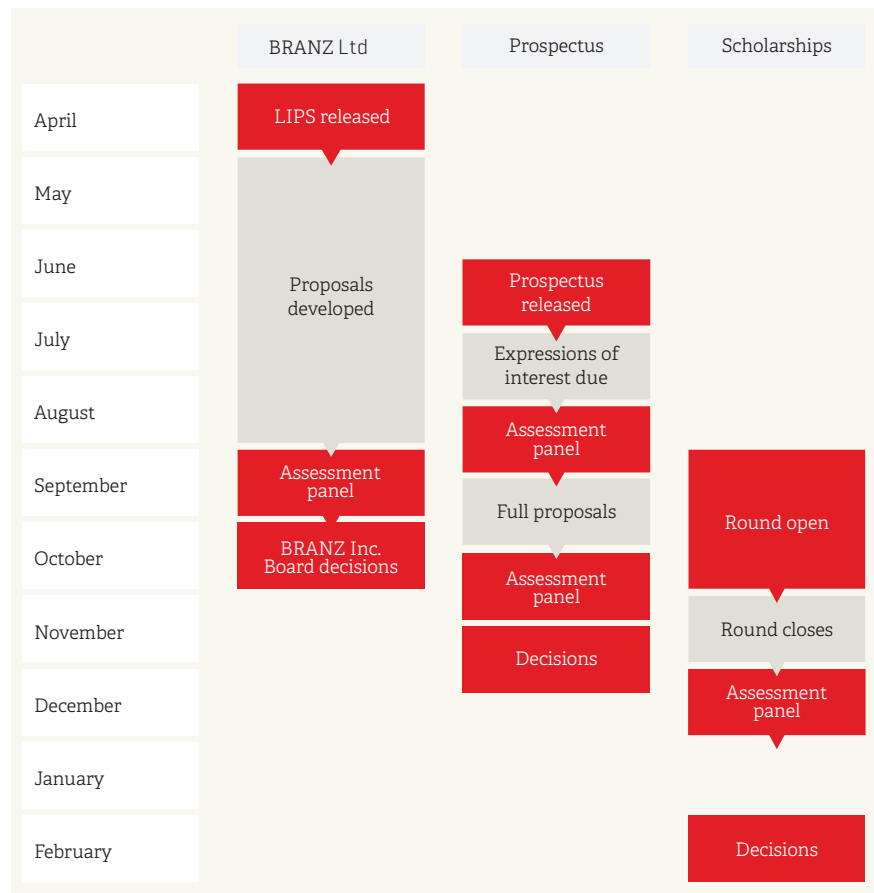 BRANZ Ltd
Prospectus
Scholarships
April
LIPS released
May
June
Proposals
developed
Prospectus
released
July
Expressions of
interest due
August
Assessment
panel
September
Assessment
panel
Full proposals
Round open
October
BRANZ Inc.
Board decisions
Assessment
panel
November
Decisions
Round closes
December
Assessment
panel
January
February
Decisions